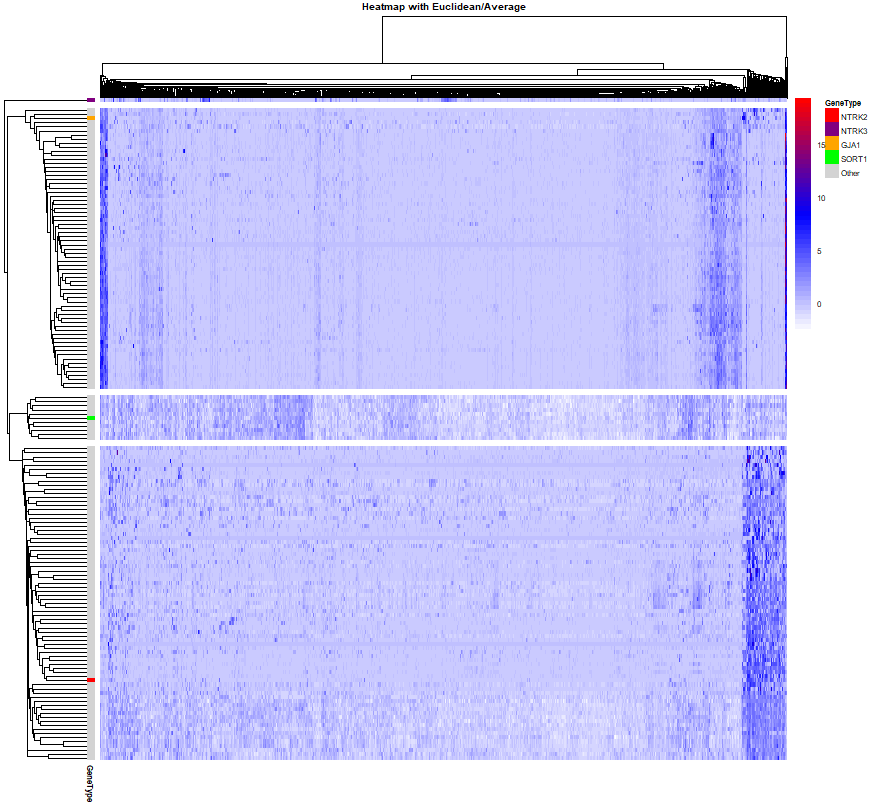 Heatmap with Euclidean/Average
GeneType
NTRK2
NTRK3
GJA1
SORT1
Other
15
10
5
0
GeneType